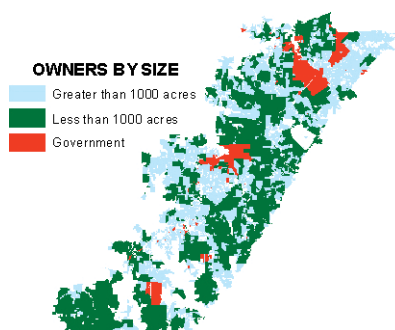 OWNERS BY SIZE
Greater than 1000 acres
Less than 1000 acres
Government